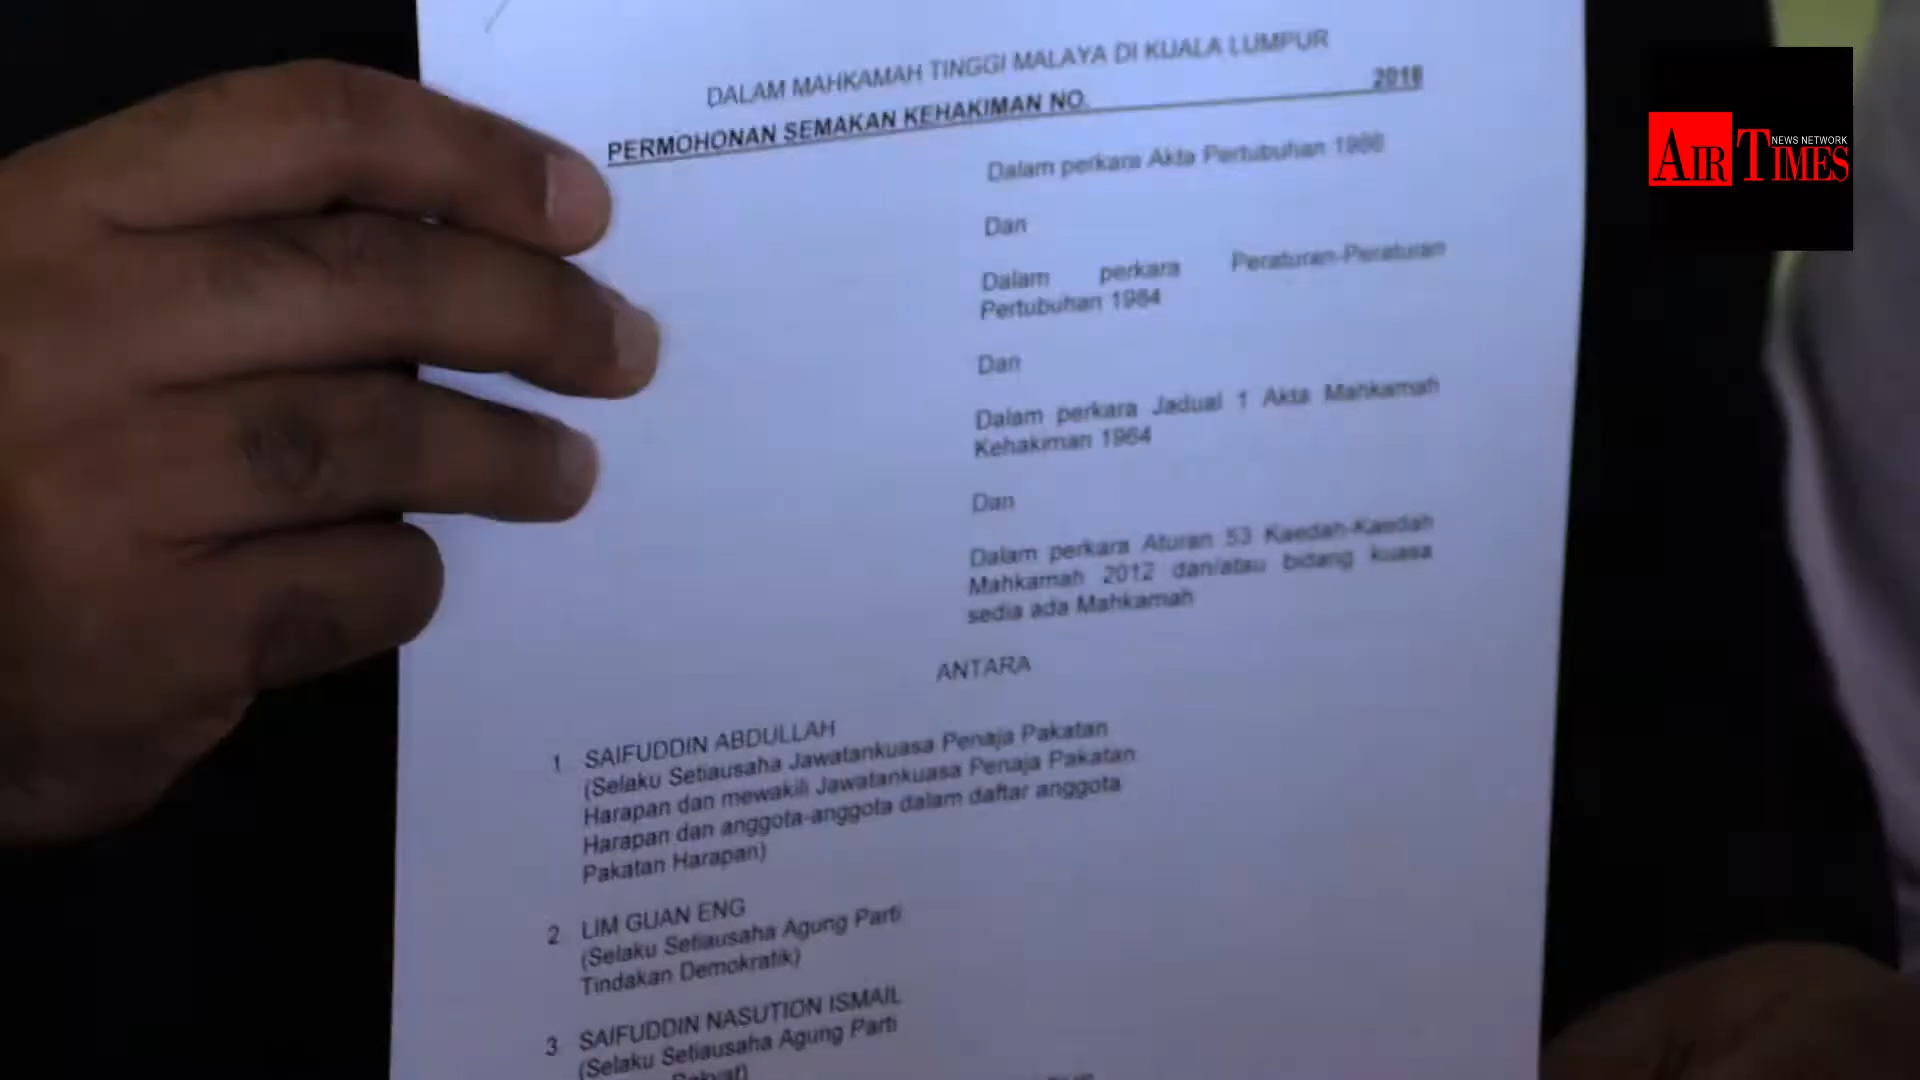 DALAM MAHKAMAH TINGGI MALAYA DI KUALA LUMPUR
PERMOHONAN SEMAKAN KEHAKIMAN NO. 2018
Dalam perkara Akta Pertubuhan 1966
Dan
Dalam perkara Peraturan-Peraturan
Pertubuhan 1984
Dan
Dalam perkara Jadual 1 Akta Mahkamah
Kehakiman 1964
Dan
Dalam perkara Aturan 53 Kaedah-Kaedah
Mahkamah 2012 dan/atau bidang kuasa
sedia ada Mahkamah
ANTARA
1 SAIFUDDIN ABDULLAH
(Selaku Setiausaha Jawatankuasa Penaja Pakatan
Harapan dan mewakili Jawatankuasa Penaja Pakatan
Harapan dan anggota-anggota dalam daftar anggota
Pakatan Harapan)
2 LIM GUAN ENG
(Selaku Setiausaha Agung Parti
Tindakan Demokratik)
3 SAIFUDDIN NASUTION ISMAIL
(Selaku Setiausaha Agung Parti
AIR TIMES
NEWS NETWORK